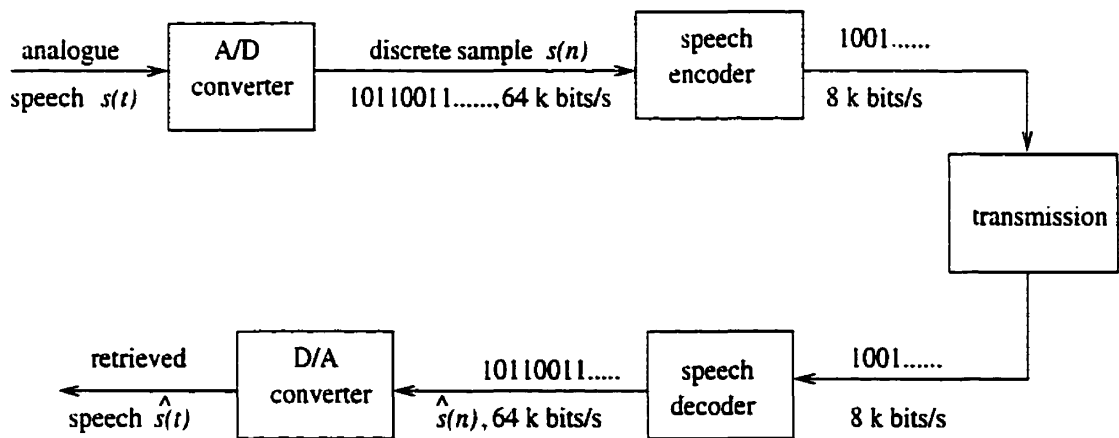 analogue
speech s(t)
A/D
converter
discrete sample s(n)
10110011......., 64 k bits/s
speech
encoder
1001......
8 k bits/s
transmission
1001......
8 k bits/s
speech
decoder
10110011.....
ŝ(n), 64 k bits/s
D/A
converter
retrieved
speech ŝ(t)